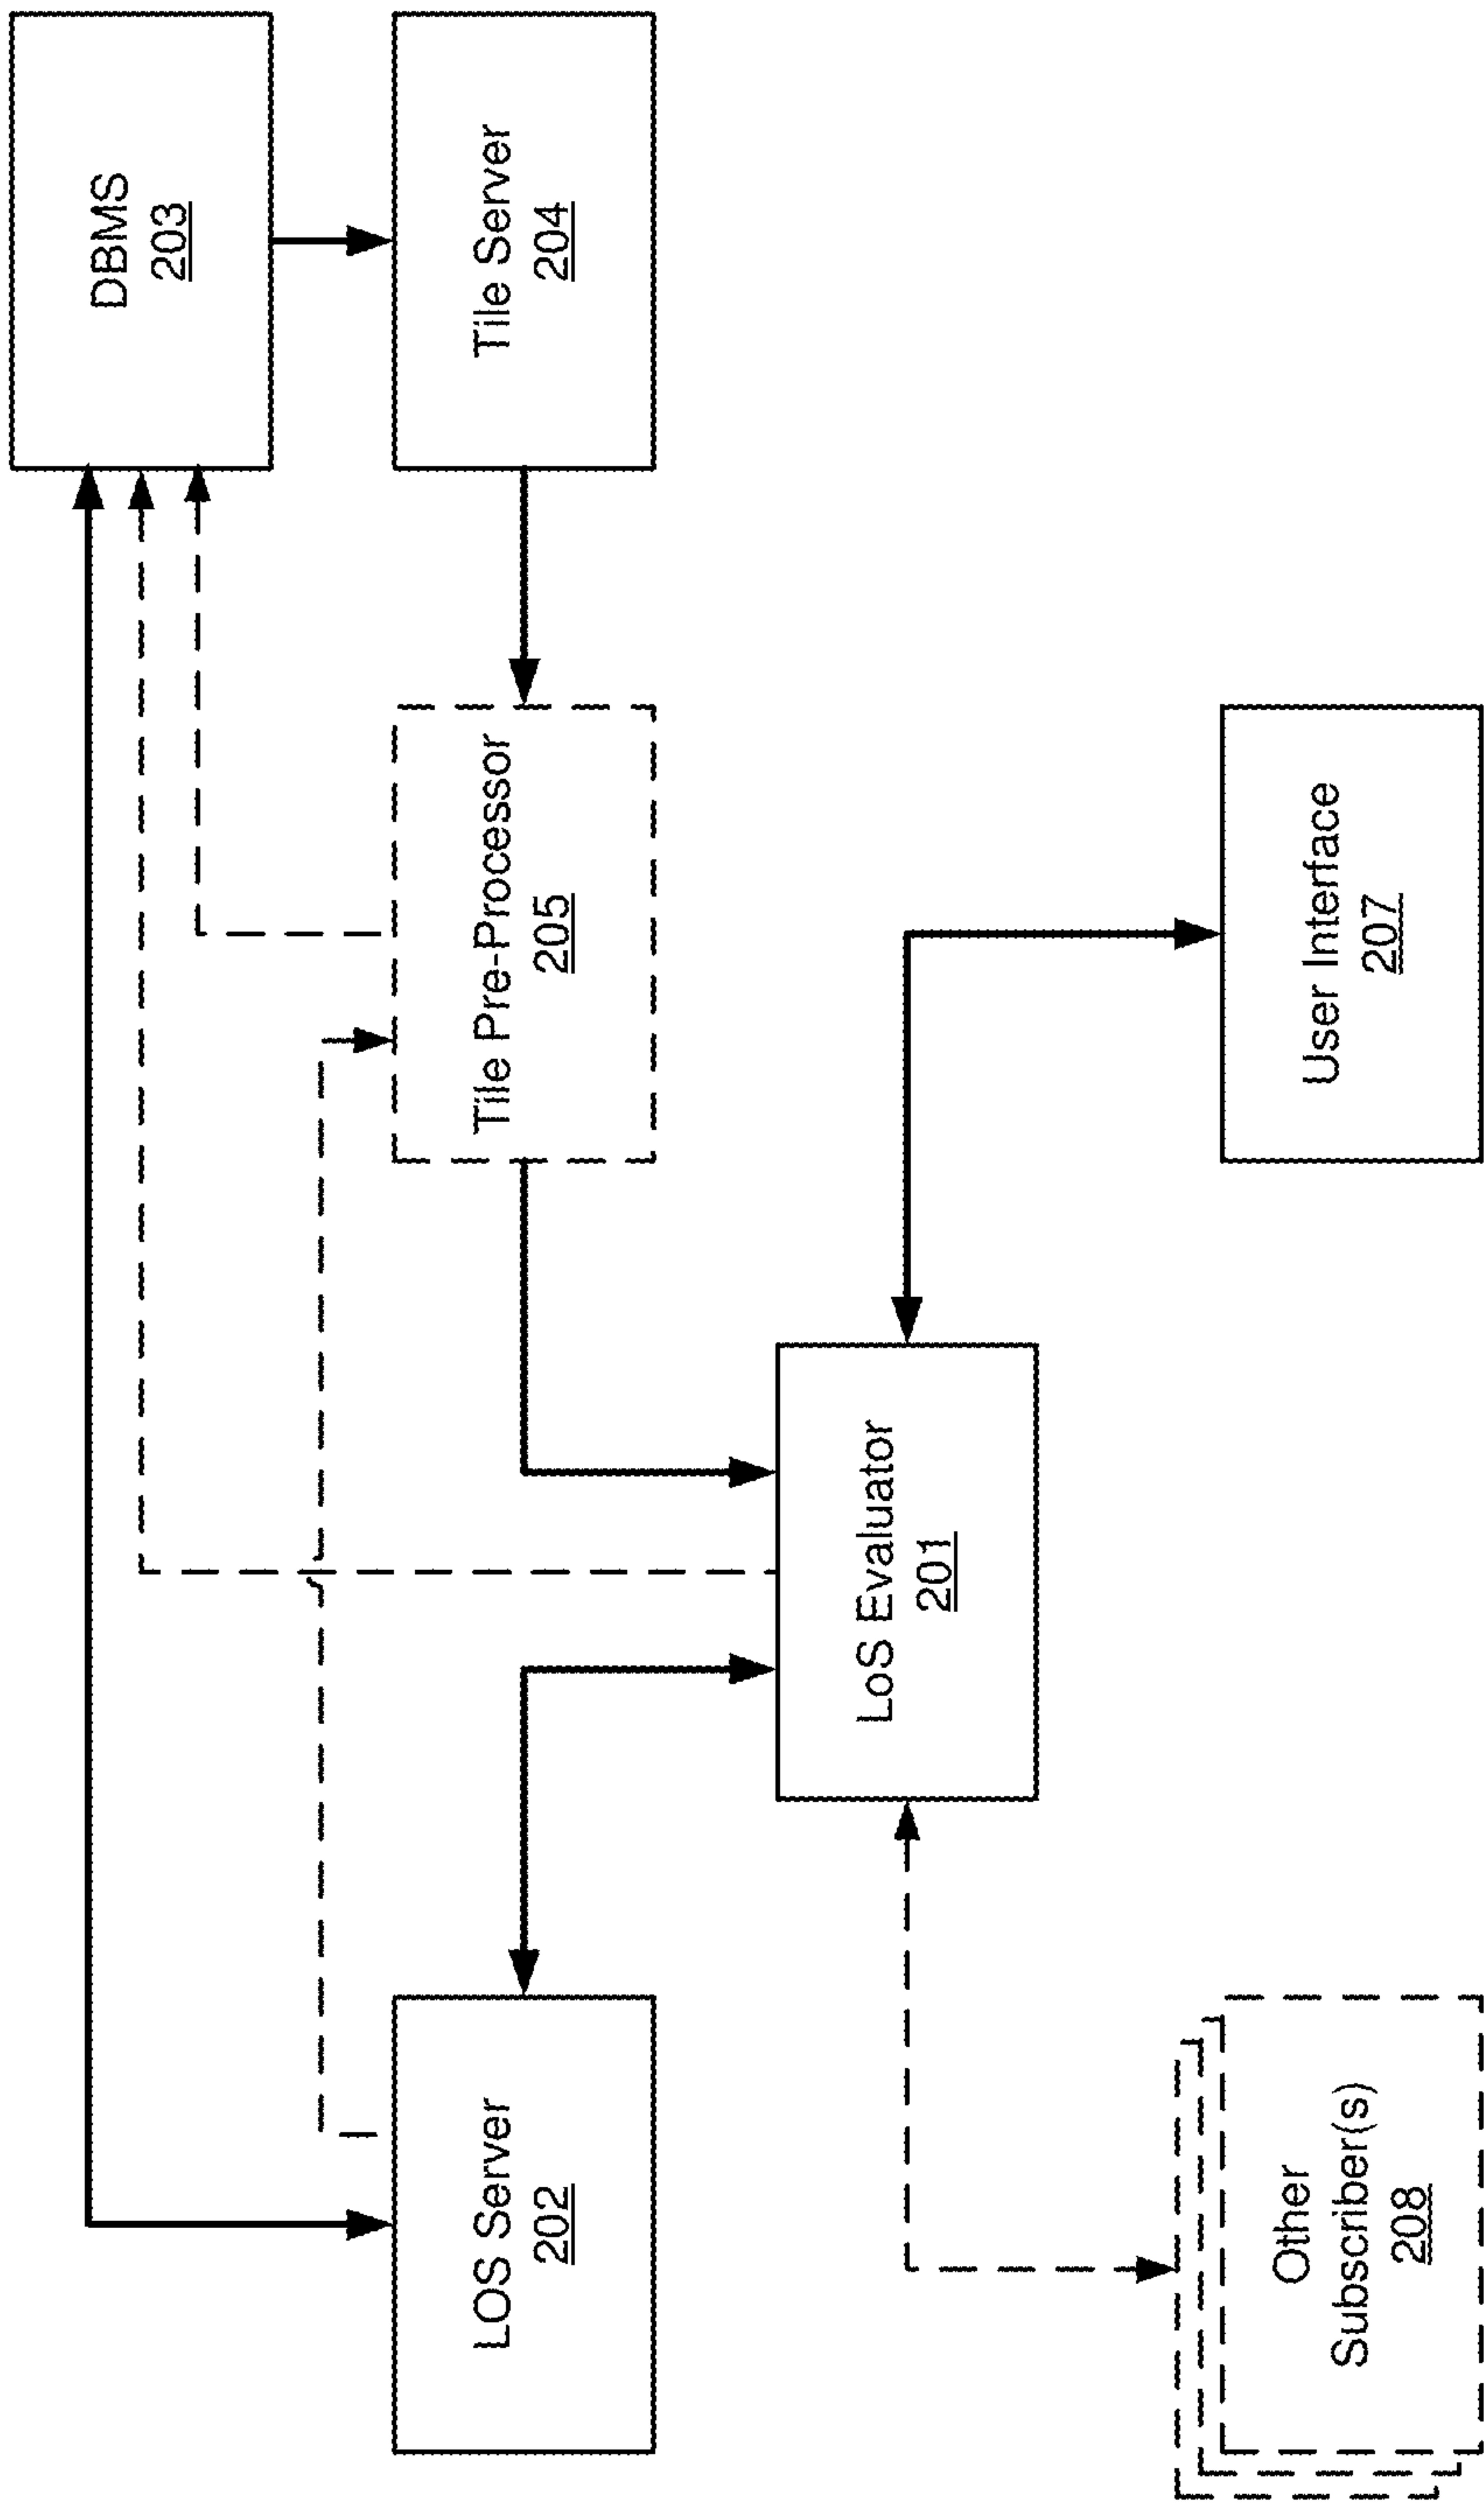 DBMS
203
LOS Server
202
Tile Pre-Processor
205
Tile Server
204
LoS Evaluator
201
Other
Subscriber(s)
208
User Interface
207